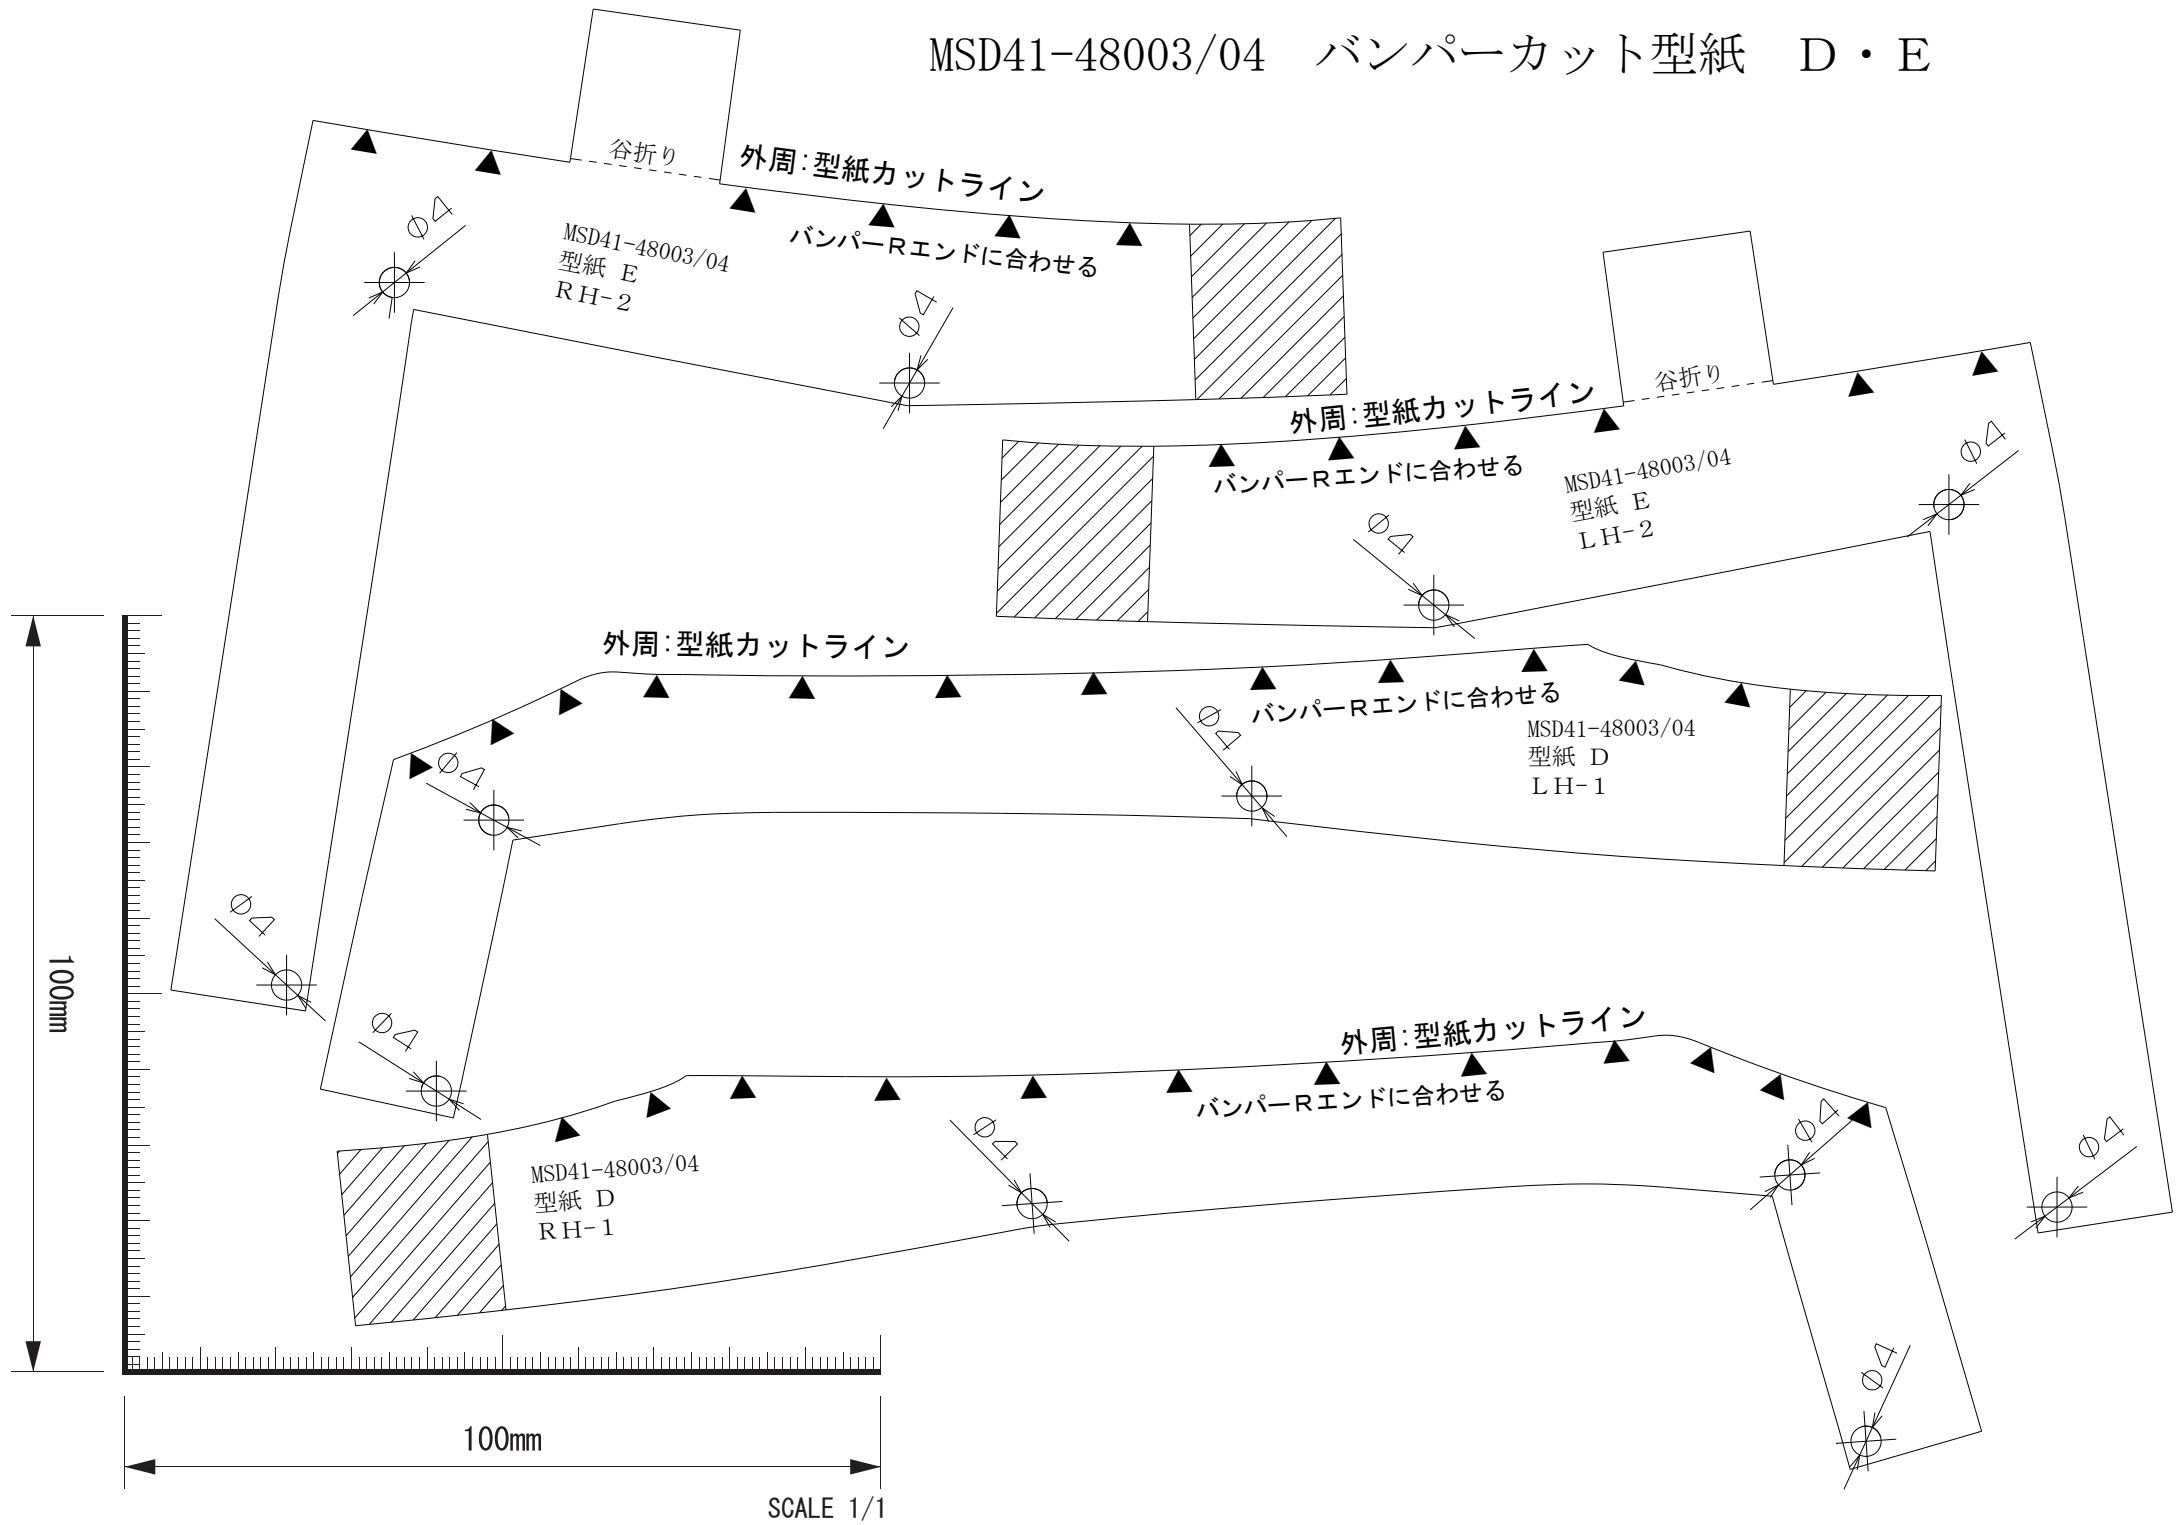 MSD41-48003/04　バンパーカット型紙　Ｄ・Ｅ
谷折り
外周:型紙カットライン
φ4
MSD41-48003/04
型紙 Ｅ
ＲＨ-２
バンパーＲエンドに合わせる
φ4
谷折り
外周:型紙カットライン
バンパーＲエンドに合わせる
MSD41-48003/04
型紙 Ｅ
ＬＨ-２
φ4
φ4
外周:型紙カットライン
バンパーＲエンドに合わせる
φ4
φ4
MSD41-48003/04
型紙 Ｄ
ＬＨ-１
φ4
φ4
100mm
外周:型紙カットライン
バンパーＲエンドに合わせる
φ4
φ4
φ4
MSD41-48003/04
型紙 Ｄ
ＲＨ-１
φ4
100mm
SCALE 1/1